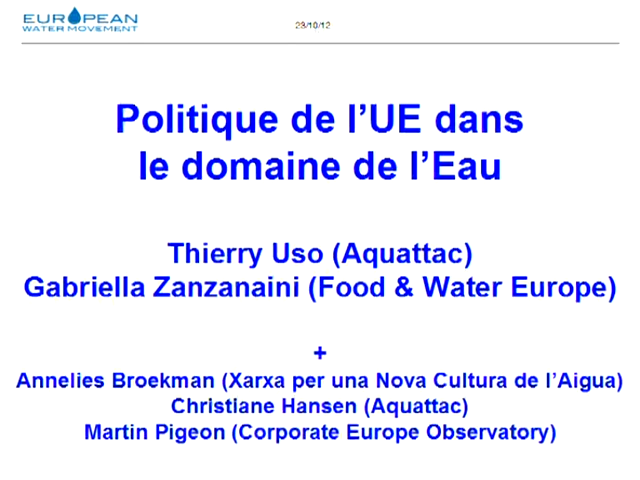 EUROPEAN
WATER MOVEMENT
23/10/12
Politique de l’UE dans
le domaine de l’Eau
Thierry Uso (Aquattac)
Gabriella Zanzanaini (Food & Water Europe)
+
Annelies Broekman (Xarxa per una Nova Cultura de l’Aigua)
Christiane Hansen (Aquattac)
Martin Pigeon (Corporate Europe Observatory)